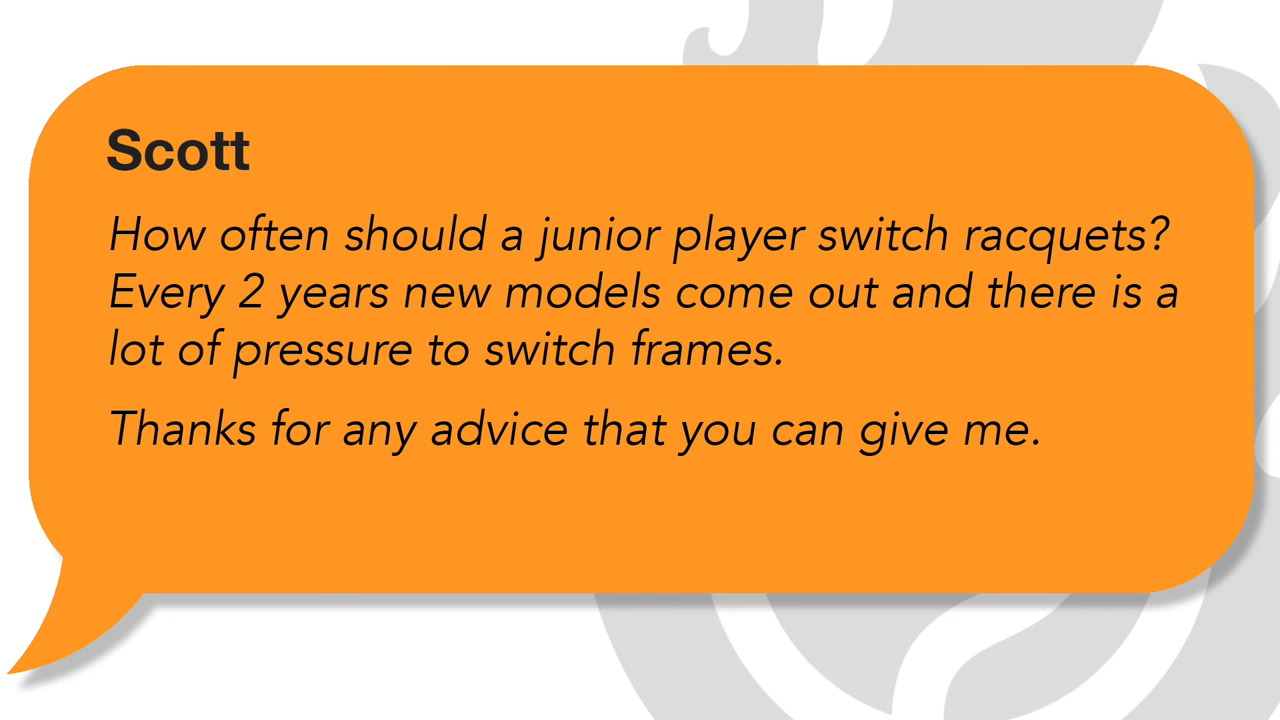 Scott
How often should a junior player switch racquets?
Every 2 years new models come out and there is a
lot of pressure to switch frames.
Thanks for any advice that you can give me.